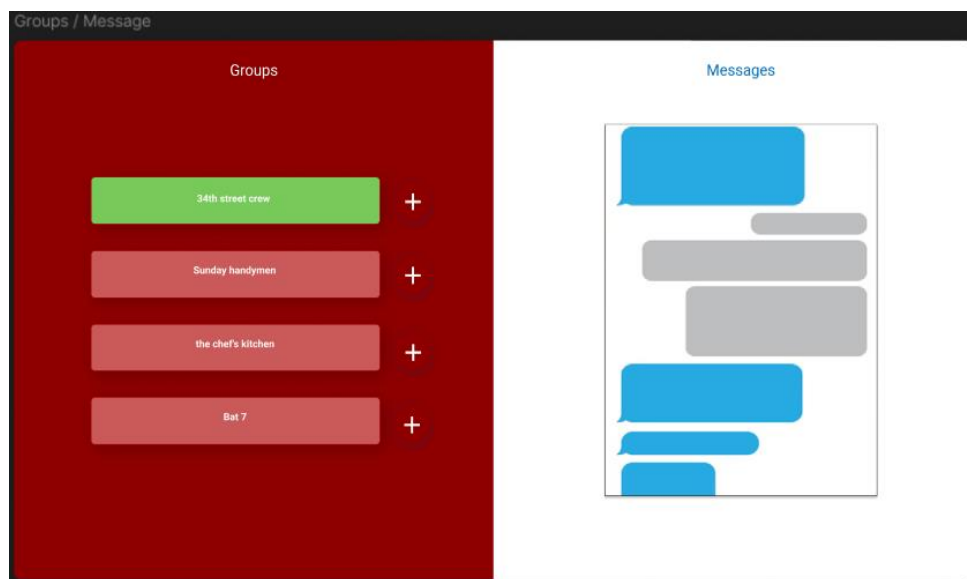 Groups / Message
Groups
Messages
34th street crew
Sunday handymen
the chef's kitchen
Bat 7